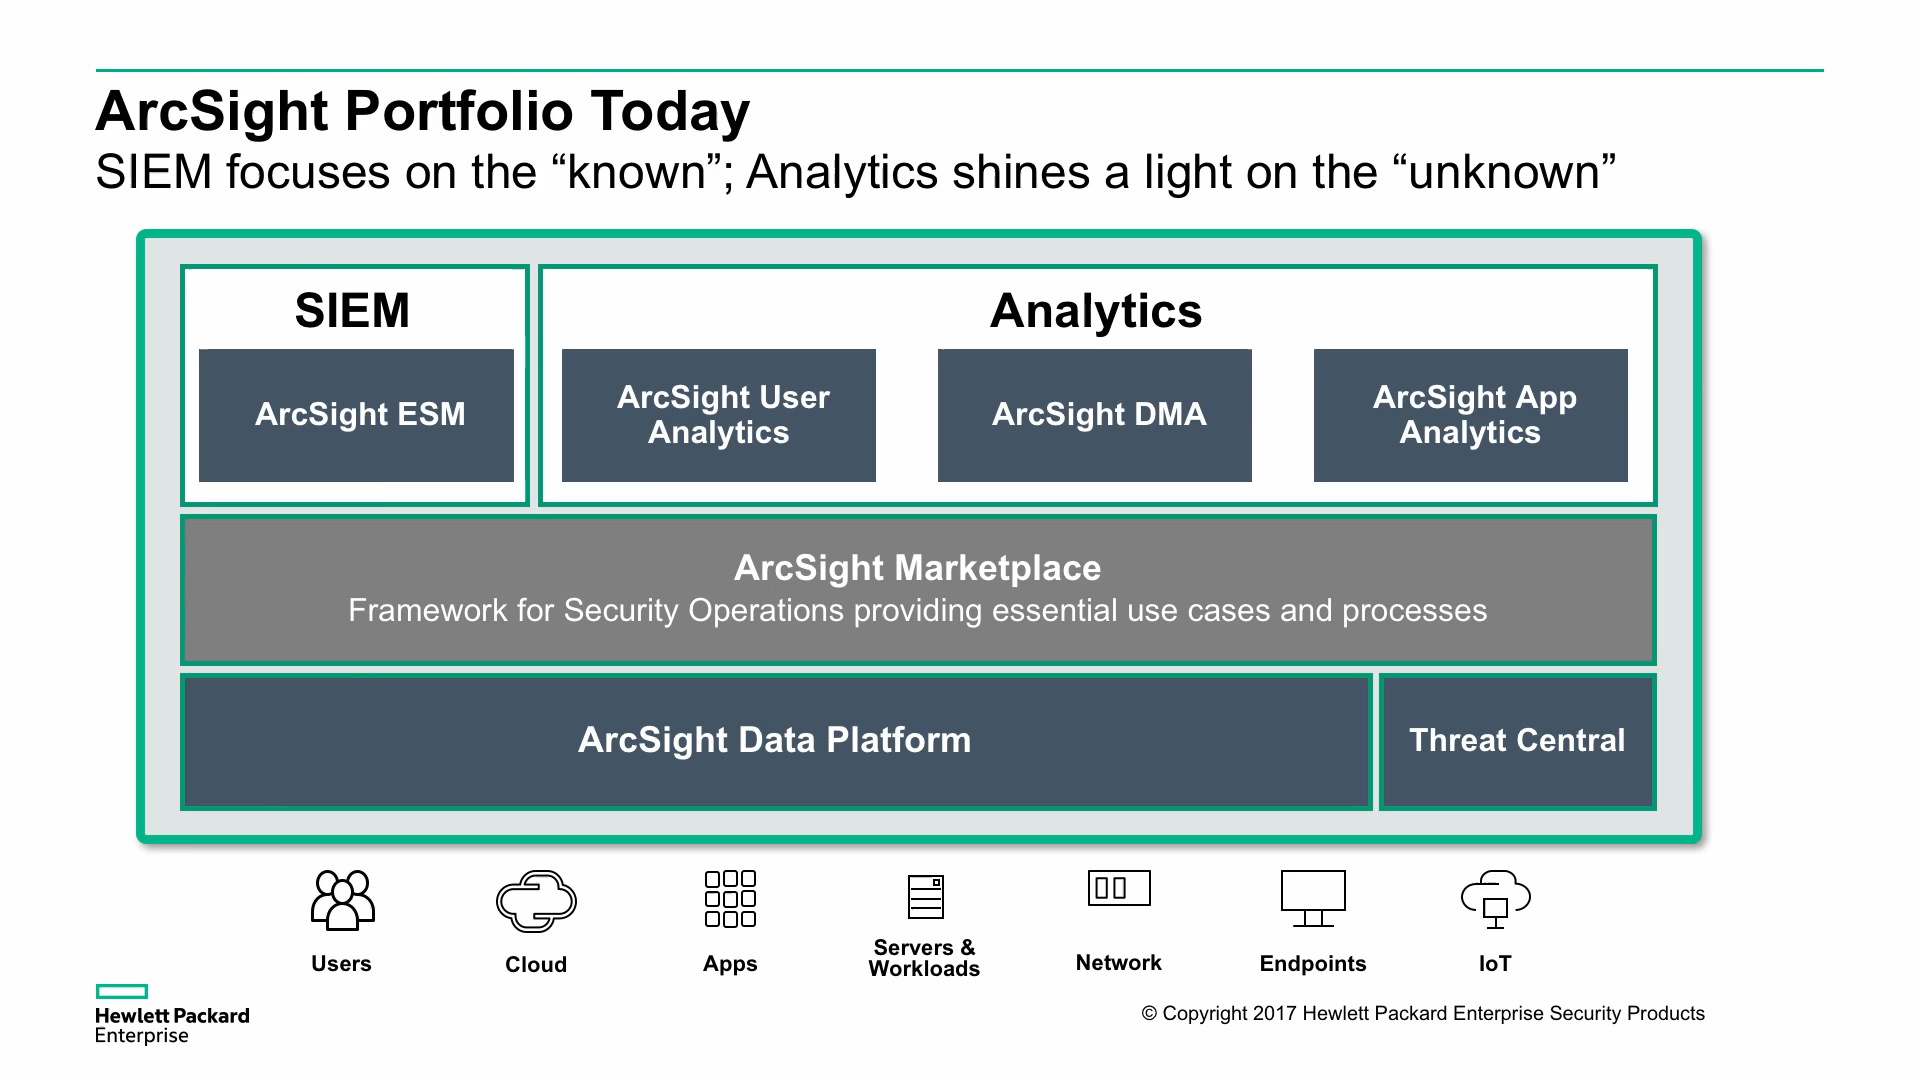 ArcSight Portfolio Today
SIEM focuses on the “known”; Analytics shines a light on the “unknown”
SIEM
Analytics
ArcSight ESM
ArcSight User
Analytics
ArcSight DMA
ArcSight App
Analytics
ArcSight Marketplace
Framework for Security Operations providing essential use cases and processes
ArcSight Data Platform
Threat Central
Users
Cloud
Apps
Servers &
Workloads
Network
Endpoints
IoT
Hewlett Packard
Enterprise
© Copyright 2017 Hewlett Packard Enterprise Security Products